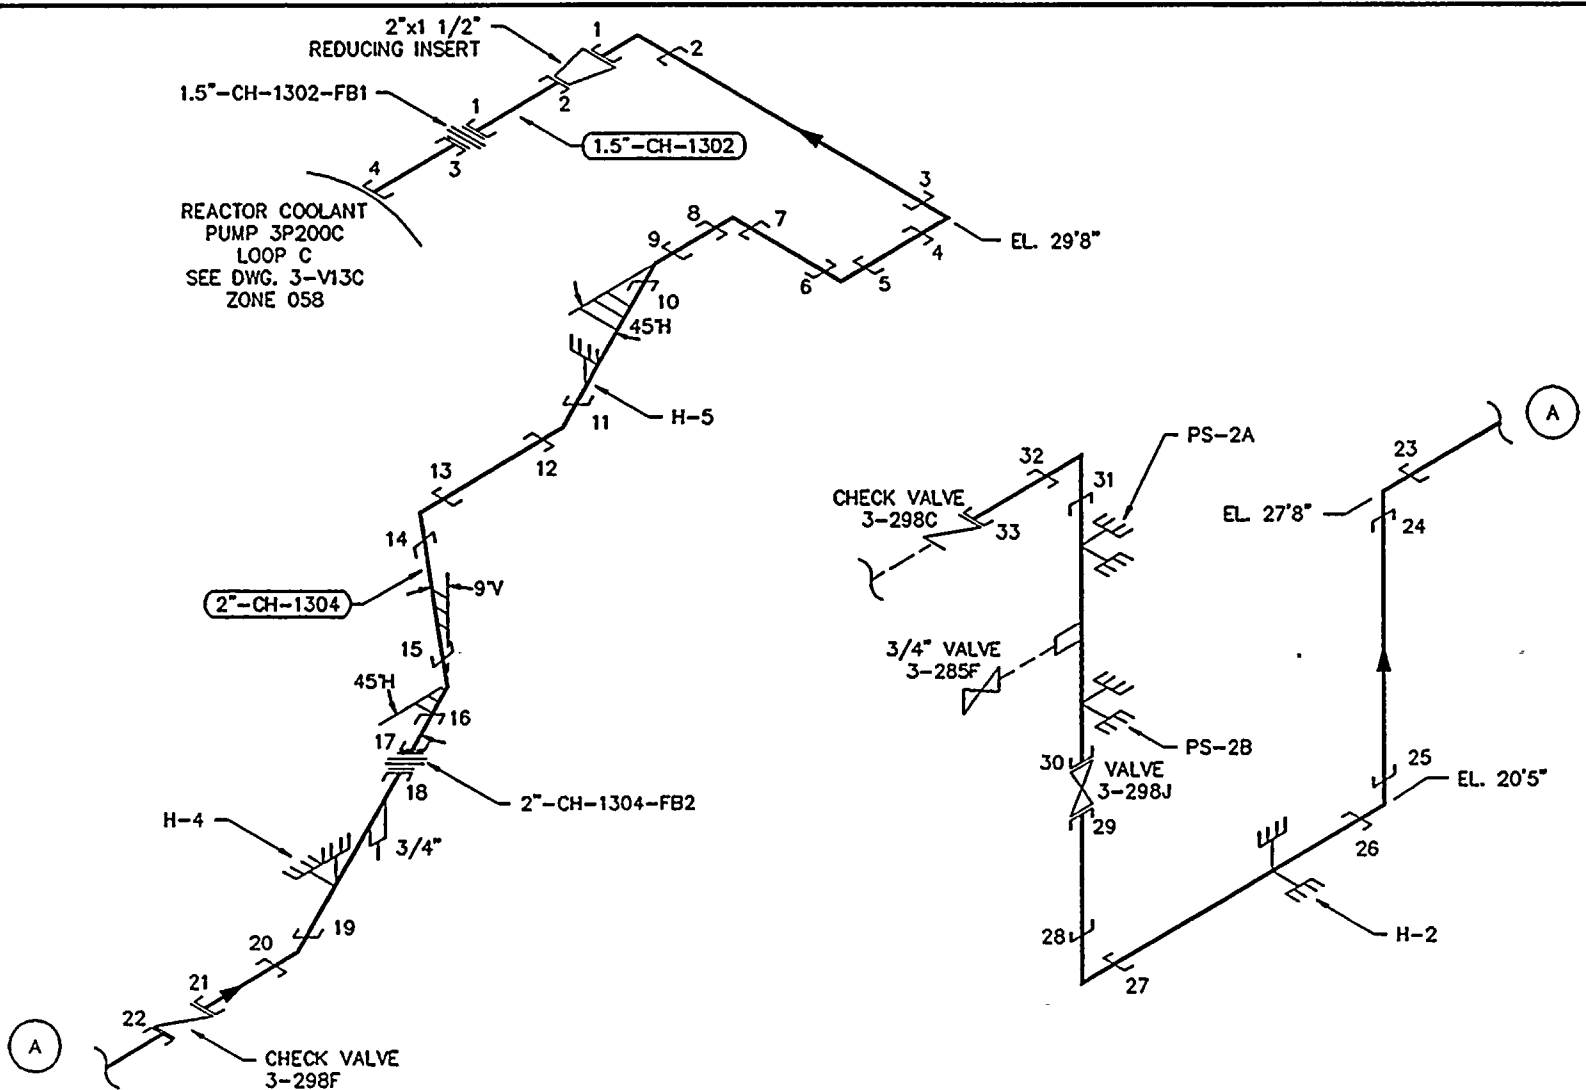 2"x1 1/2"
REDUCING INSERT
1
2
1.5"-CH-1302-FB1
1
2
1.5"-CH-1302
3
4
REACTOR COOLANT
PUMP 3P200C
LOOP C
SEE DWG. 3-V13C
ZONE 058
3
4
EL. 29'8"
5
6
7
8
9
10
45°H
H-5
11
12
13
14
2"-CH-1304
9°V
15
45°H
16
17
18
2"-CH-1304-FB2
H-4
3/4"
19
20
21
22
A
CHECK VALVE
3-298F
A
23
EL. 27'8"
24
PS-2A
32
31
CHECK VALVE
3-298C
33
3/4" VALVE
3-285F
PS-2B
30
VALVE
3-298J
29
25
EL. 20'5"
26
H-2
28
27